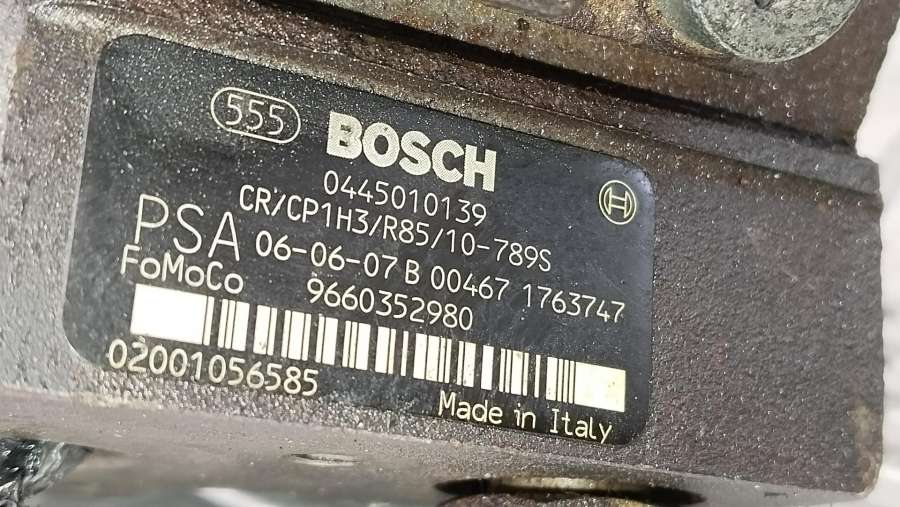 555 BOSCH
0445010139
CR/CP1H3/R85/10-789S
PSA 06-06-07 B 00467 1763747
FoMoCo 9660352980
02001056585
Made in Italy